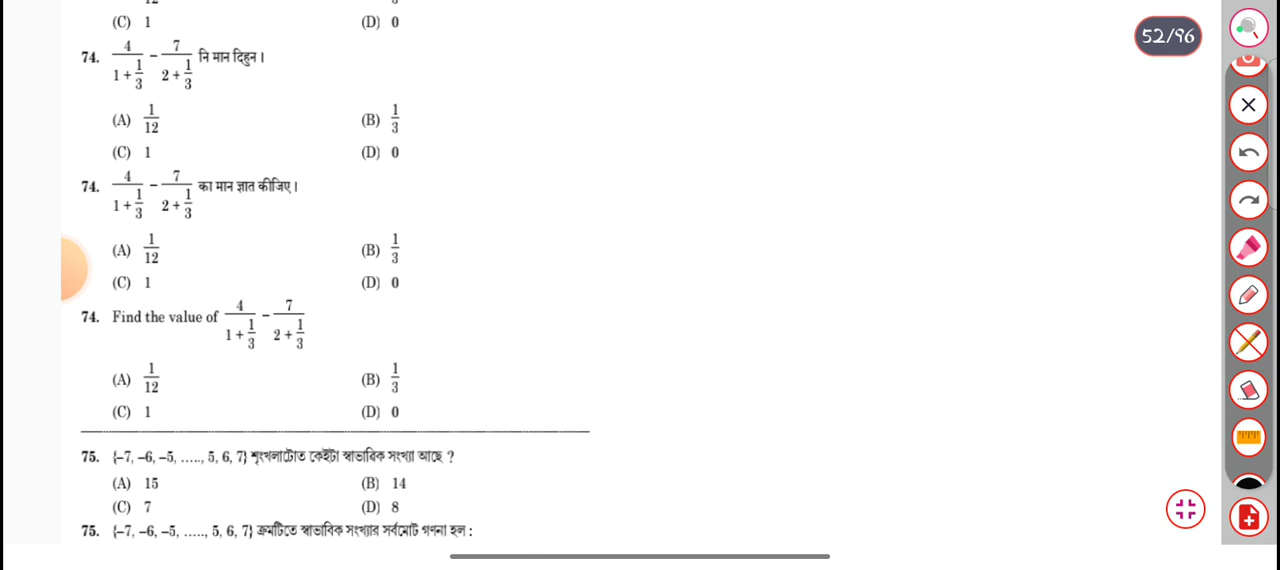 (C) 1 (D) 0
52/96
74. 4/(1 + 1/3) – 7/(2 + 1/3) नि मान दिहुन।
(A) 1/12 (B) 1/3
(C) 1 (D) 0
74. 4/(1 + 1/3) – 7/(2 + 1/3) का मान ज्ञात कीजिए।
(A) 1/12 (B) 1/3
(C) 1 (D) 0
74. Find the value of 4/(1 + 1/3) – 7/(2 + 1/3)
(A) 1/12 (B) 1/3
(C) 1 (D) 0
75. {–7, –6, –5, ....., 5, 6, 7} শৃংখলাটোত কেইটা স্বাভাৱিক সংখ্যা আছে ?
(A) 15 (B) 14
(C) 7 (D) 8
75. {–7, –6, –5, ....., 5, 6, 7} ক্রমটিতে স্বাভাবিক সংখ্যার সর্বমোট গণনা হল :